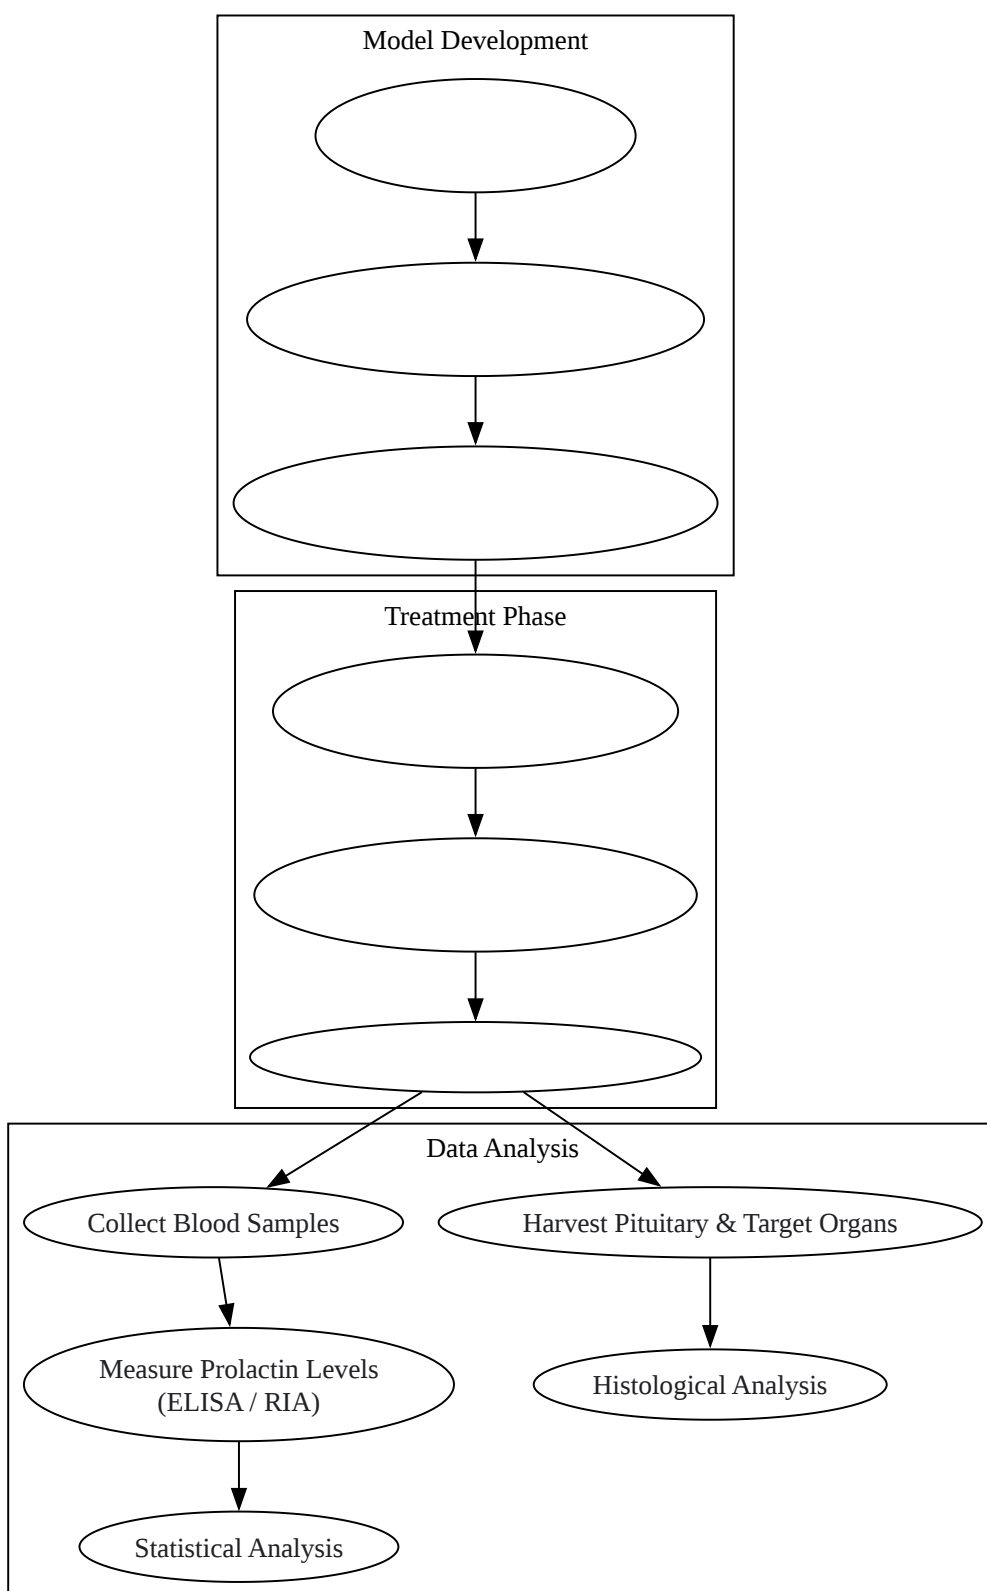 Model Development
Treatment Phase
Data Analysis
Collect Blood Samples
Harvest Pituitary & Target Organs
Measure Prolactin Levels
(ELISA / RIA)
Histological Analysis
Statistical Analysis